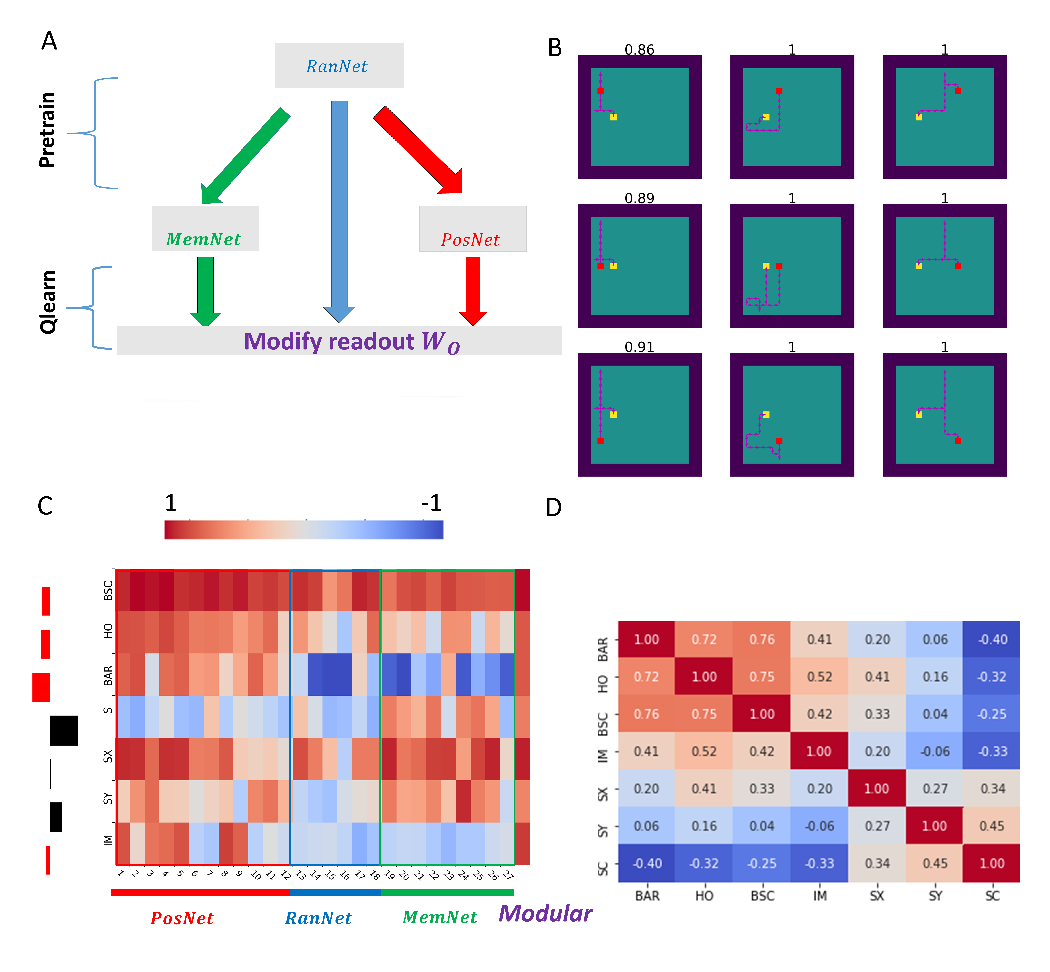 A
RanNet
Pretrain
MemNet
PosNet
Qlearn
Modify readout W_O
B
0.86 1 1
0.89 1 1
0.91 1 1
C
1 -1
BSC
HO
BAR
S
SX
SY
IM
1 2 3 4 5 6 7 8 9 10 11 12 13 14 15 16 17 18 19 20 21 22 23 24 25 26 27
PosNet RanNet MemNet Modular
D
BAR 1.00 0.72 0.76 0.41 0.20 0.06 -0.40
HO 0.72 1.00 0.75 0.52 0.41 0.16 -0.32
BSC 0.76 0.75 1.00 0.42 0.33 0.04 -0.25
IM 0.41 0.52 0.42 1.00 0.20 -0.06 -0.33
SX 0.20 0.41 0.33 0.20 1.00 0.27 0.34
SY 0.06 0.16 0.04 -0.06 0.27 1.00 0.45
SC -0.40 -0.32 -0.25 -0.33 0.34 0.45 1.00
BAR HO BSC IM SX SY SC